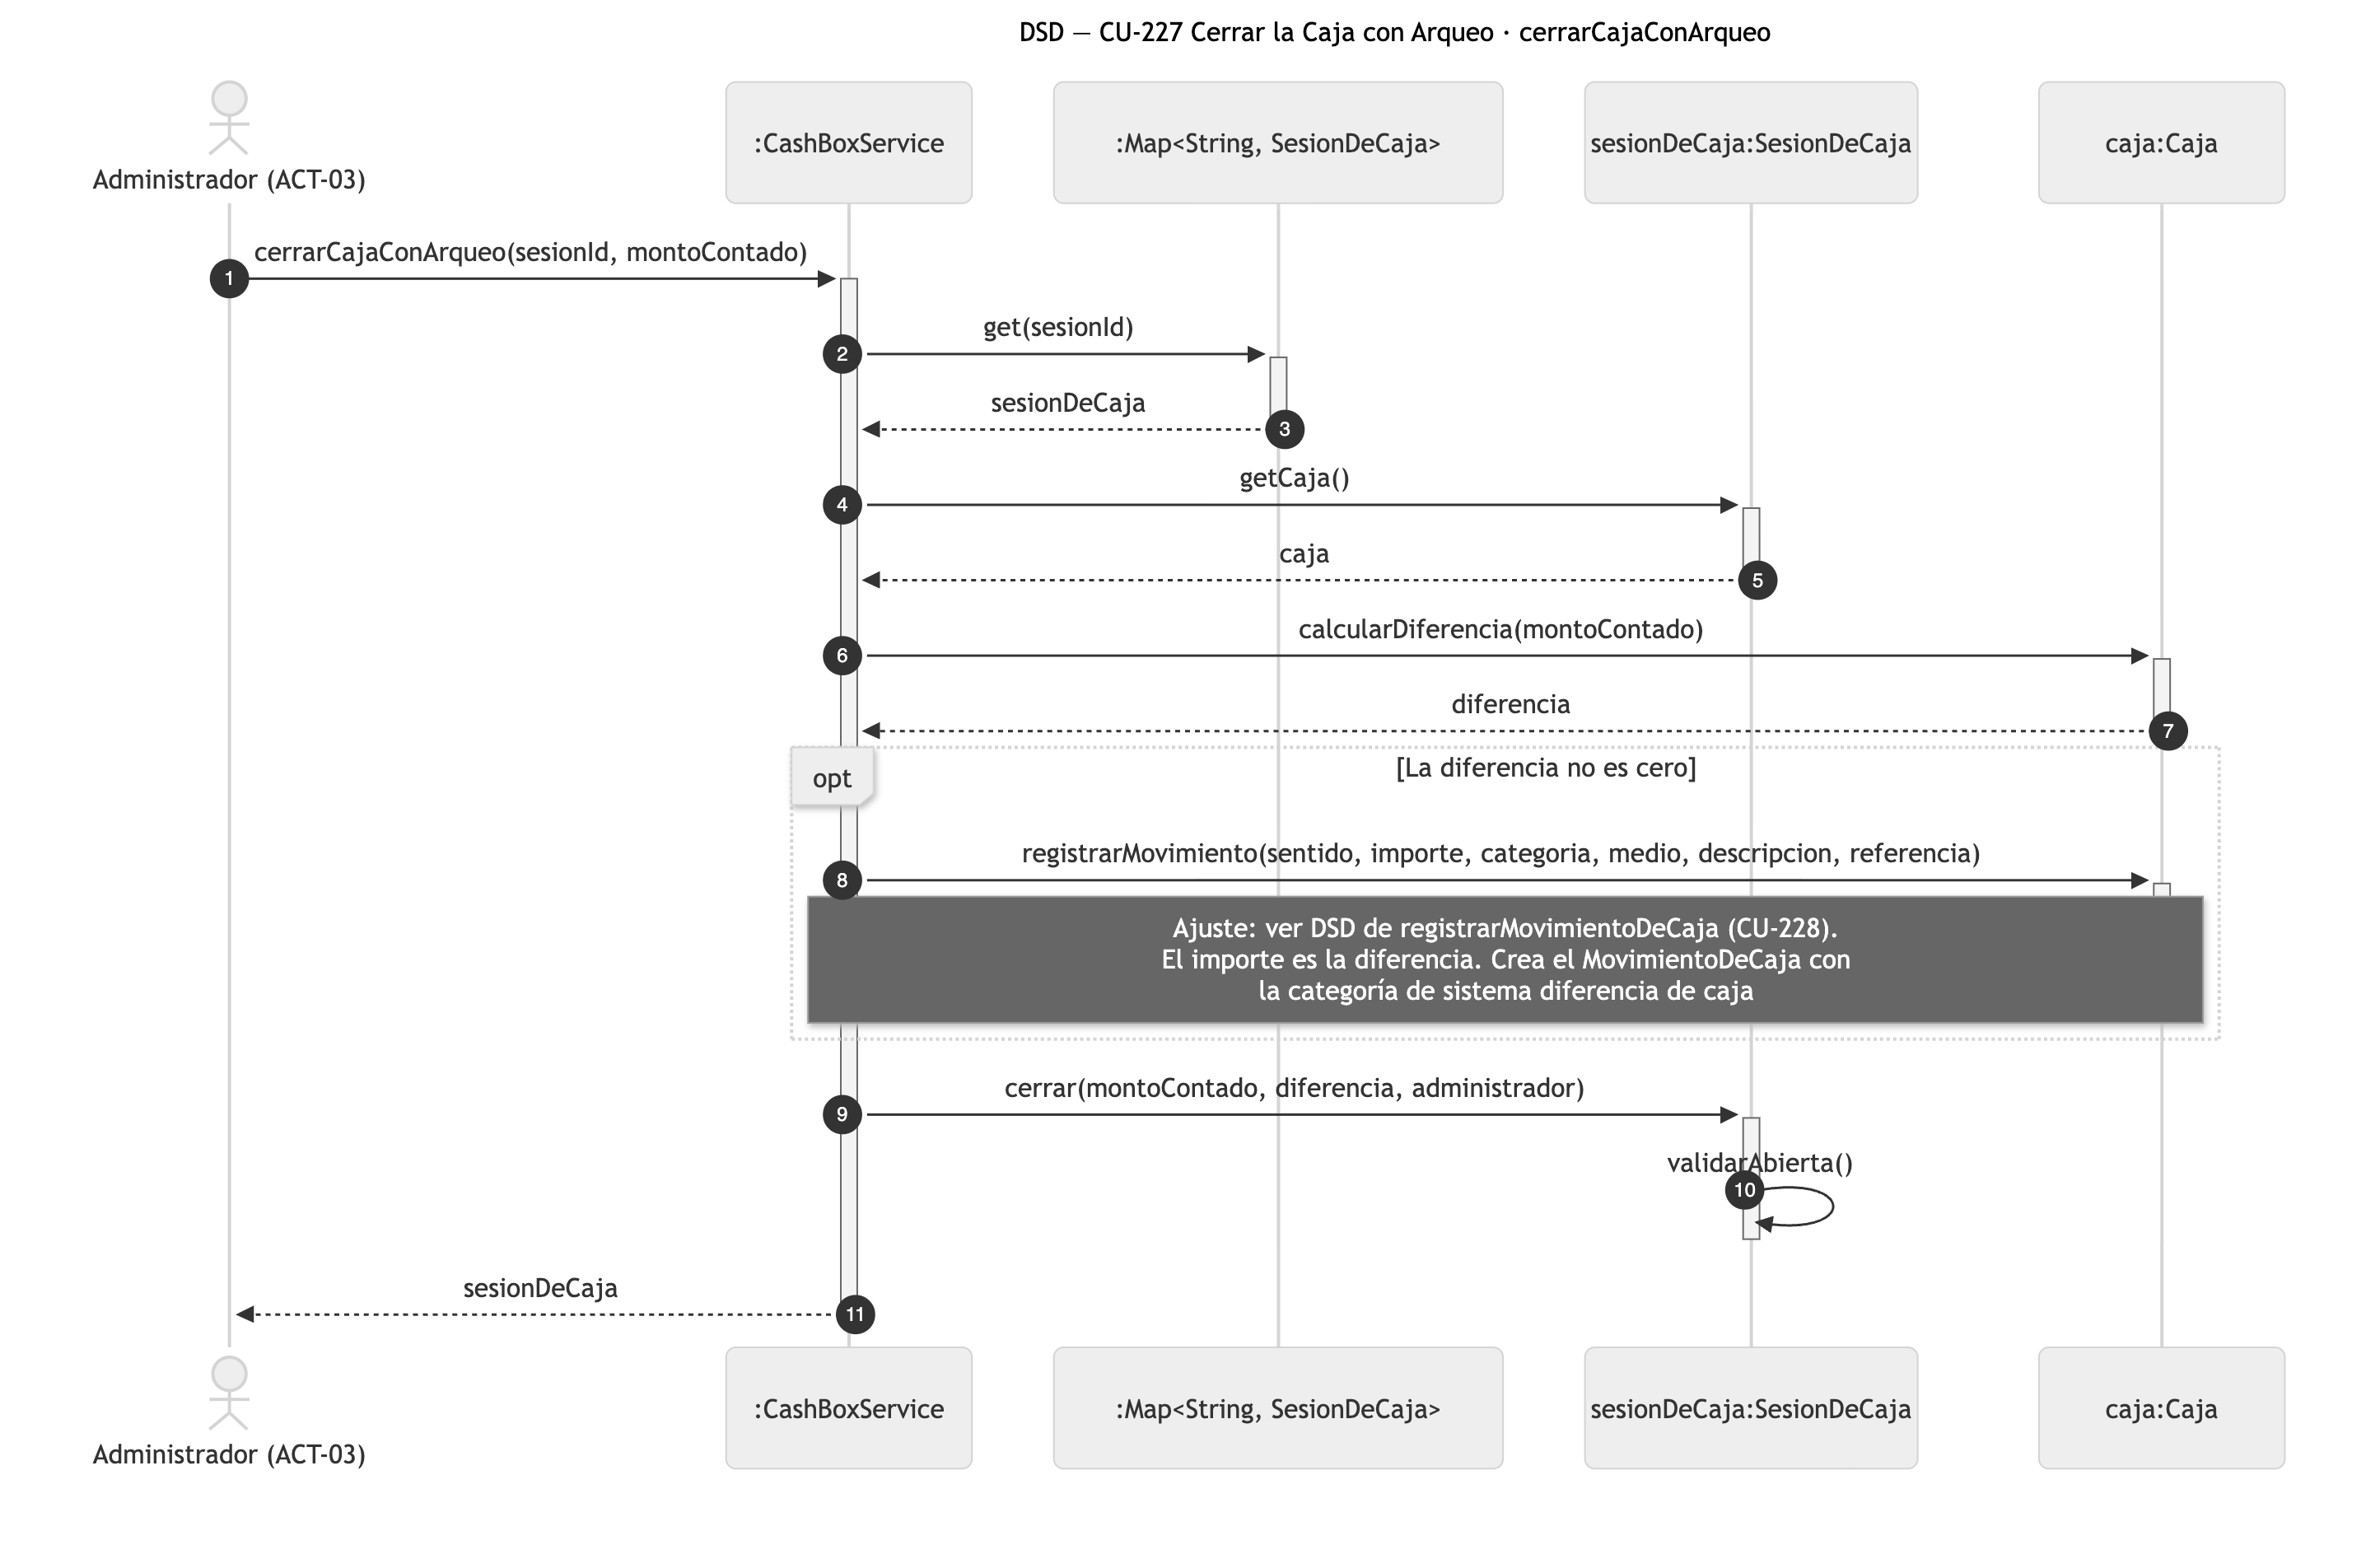 DSD — CU-227 Cerrar la Caja con Arqueo · cerrarCajaConArqueo
Administrador (ACT-03)
:CashBoxService
:Map<String, SesionDeCaja>
sesionDeCaja:SesionDeCaja
caja:Caja
cerrarCajaConArqueo(sesionId, montoContado)
1
get(sesionId)
2
sesionDeCaja
3
getCaja()
4
caja
5
calcularDiferencia(montoContado)
6
diferencia
7
opt
[La diferencia no es cero]
registrarMovimiento(sentido, importe, categoria, medio, descripcion, referencia)
8
Ajuste: ver DSD de registrarMovimientoDeCaja (CU-228).
El importe es la diferencia. Crea el MovimientoDeCaja con
la categoría de sistema diferencia de caja
cerrar(montoContado, diferencia, administrador)
9
validarAbierta()
10
sesionDeCaja
11
:CashBoxService
:Map<String, SesionDeCaja>
sesionDeCaja:SesionDeCaja
caja:Caja
Administrador (ACT-03)